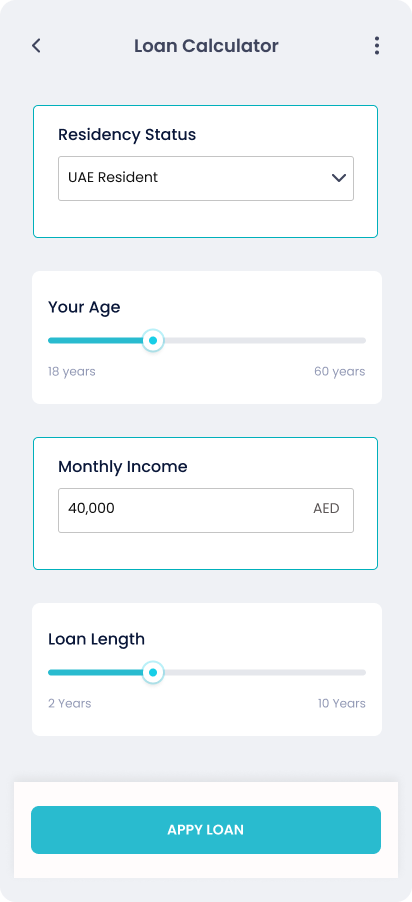 Loan Calculator
Residency Status
UAE Resident
Your Age
18 years 60 years
Monthly Income
40,000 AED
Loan Length
2 Years 10 Years
APPY LOAN